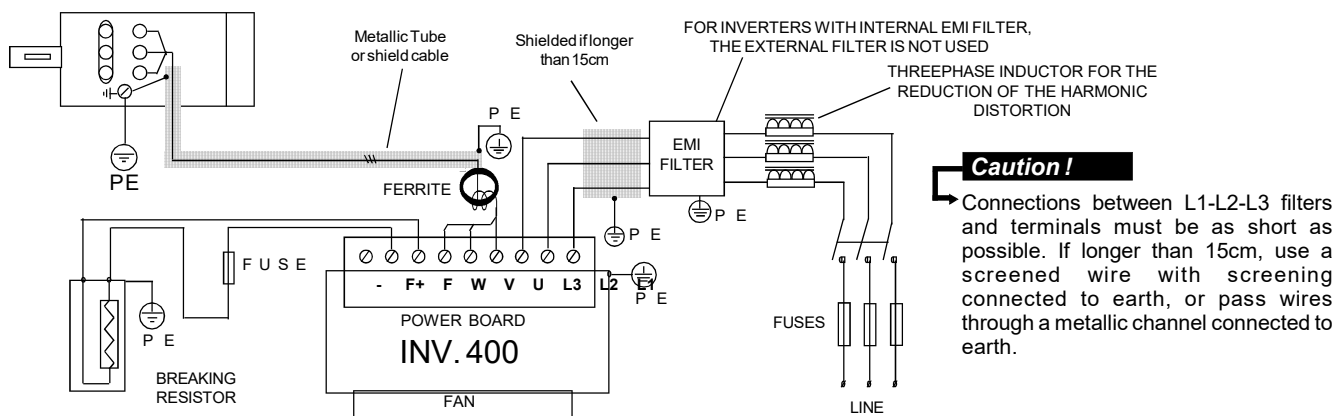 Metallic Tube
or shield cable
Shielded if longer
than 15cm
FOR INVERTERS WITH INTERNAL EMI FILTER,
THE EXTERNAL FILTER IS NOT USED
THREEPHASE INDUCTOR FOR THE
REDUCTION OF THE HARMONIC
DISTORTION
P E
EMI
FILTER
PE
FERRITE
P E
P E
Caution !
Connections between L1-L2-L3 filters
and terminals must be as short as
possible. If longer than 15cm, use a
screened wire with screening
connected to earth, or pass wires
through a metallic channel connected to
earth.
FUSE
- F+ F W V U L3 L2 L1
P E
P E
POWER BOARD
INV. 400
FUSES
BREAKING
RESISTOR
FAN
LINE